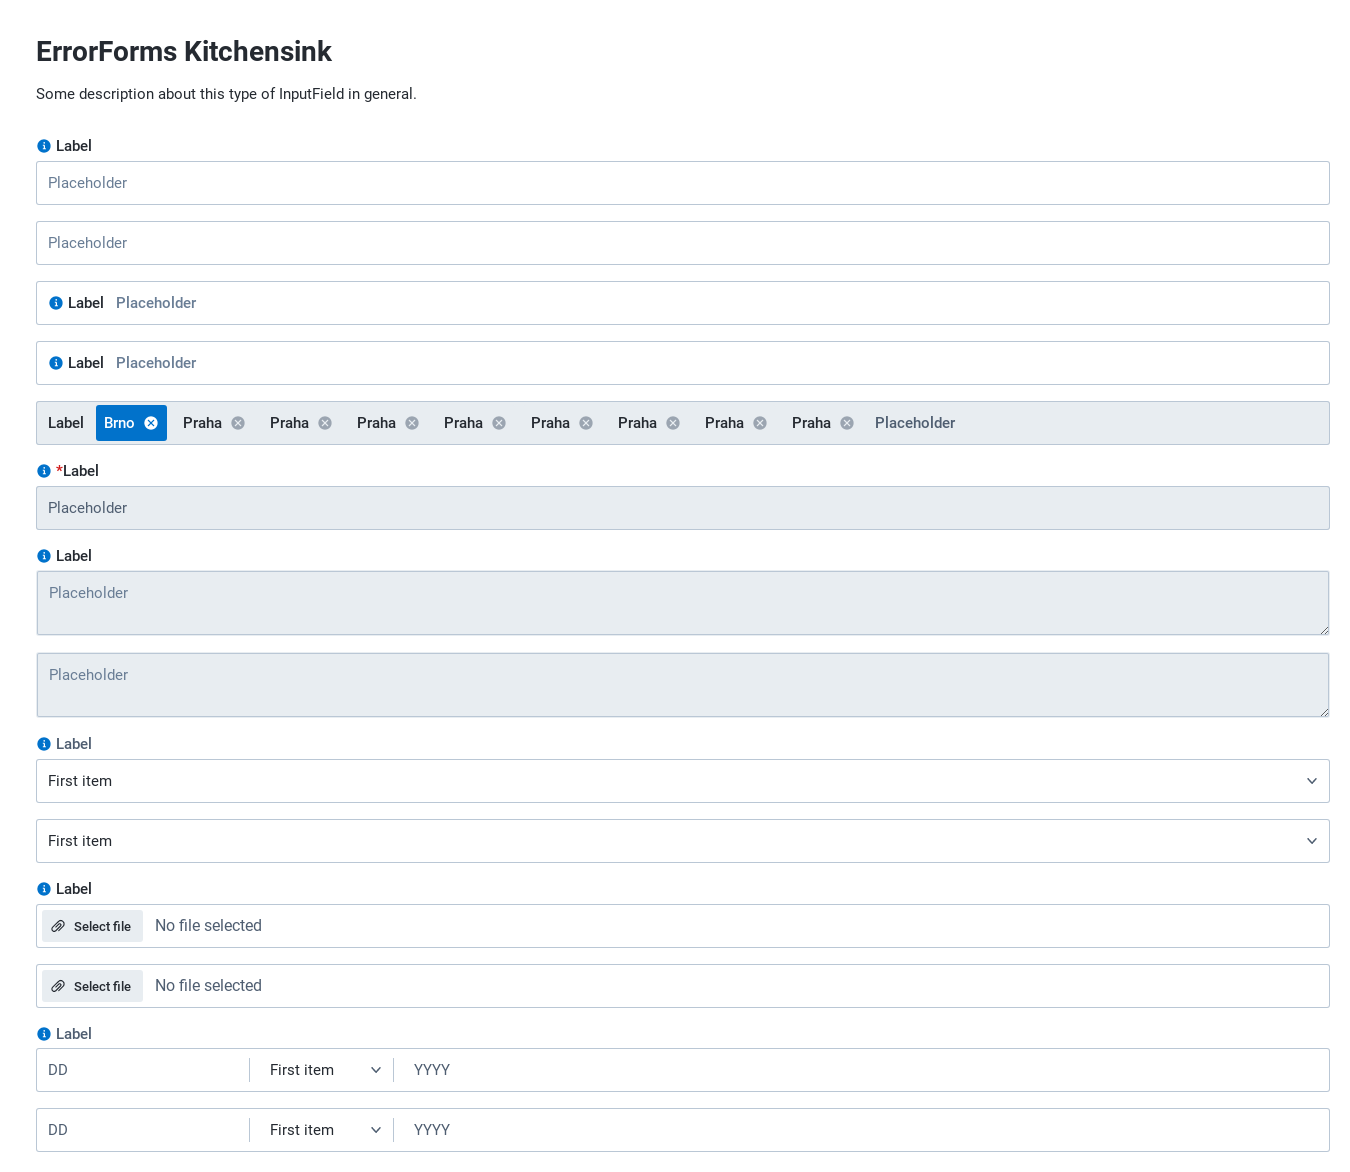 ErrorForms Kitchensink
Some description about this type of InputField in general.
Label
Placeholder
Placeholder
Label Placeholder
Label Placeholder
Label Brno Praha Praha Praha Praha Praha Praha Praha Praha Placeholder
*Label
Placeholder
Label
Placeholder
Placeholder
Label
First item
First item
Label
Select file No file selected
Select file No file selected
Label
DD First item YYYY
DD First item YYYY